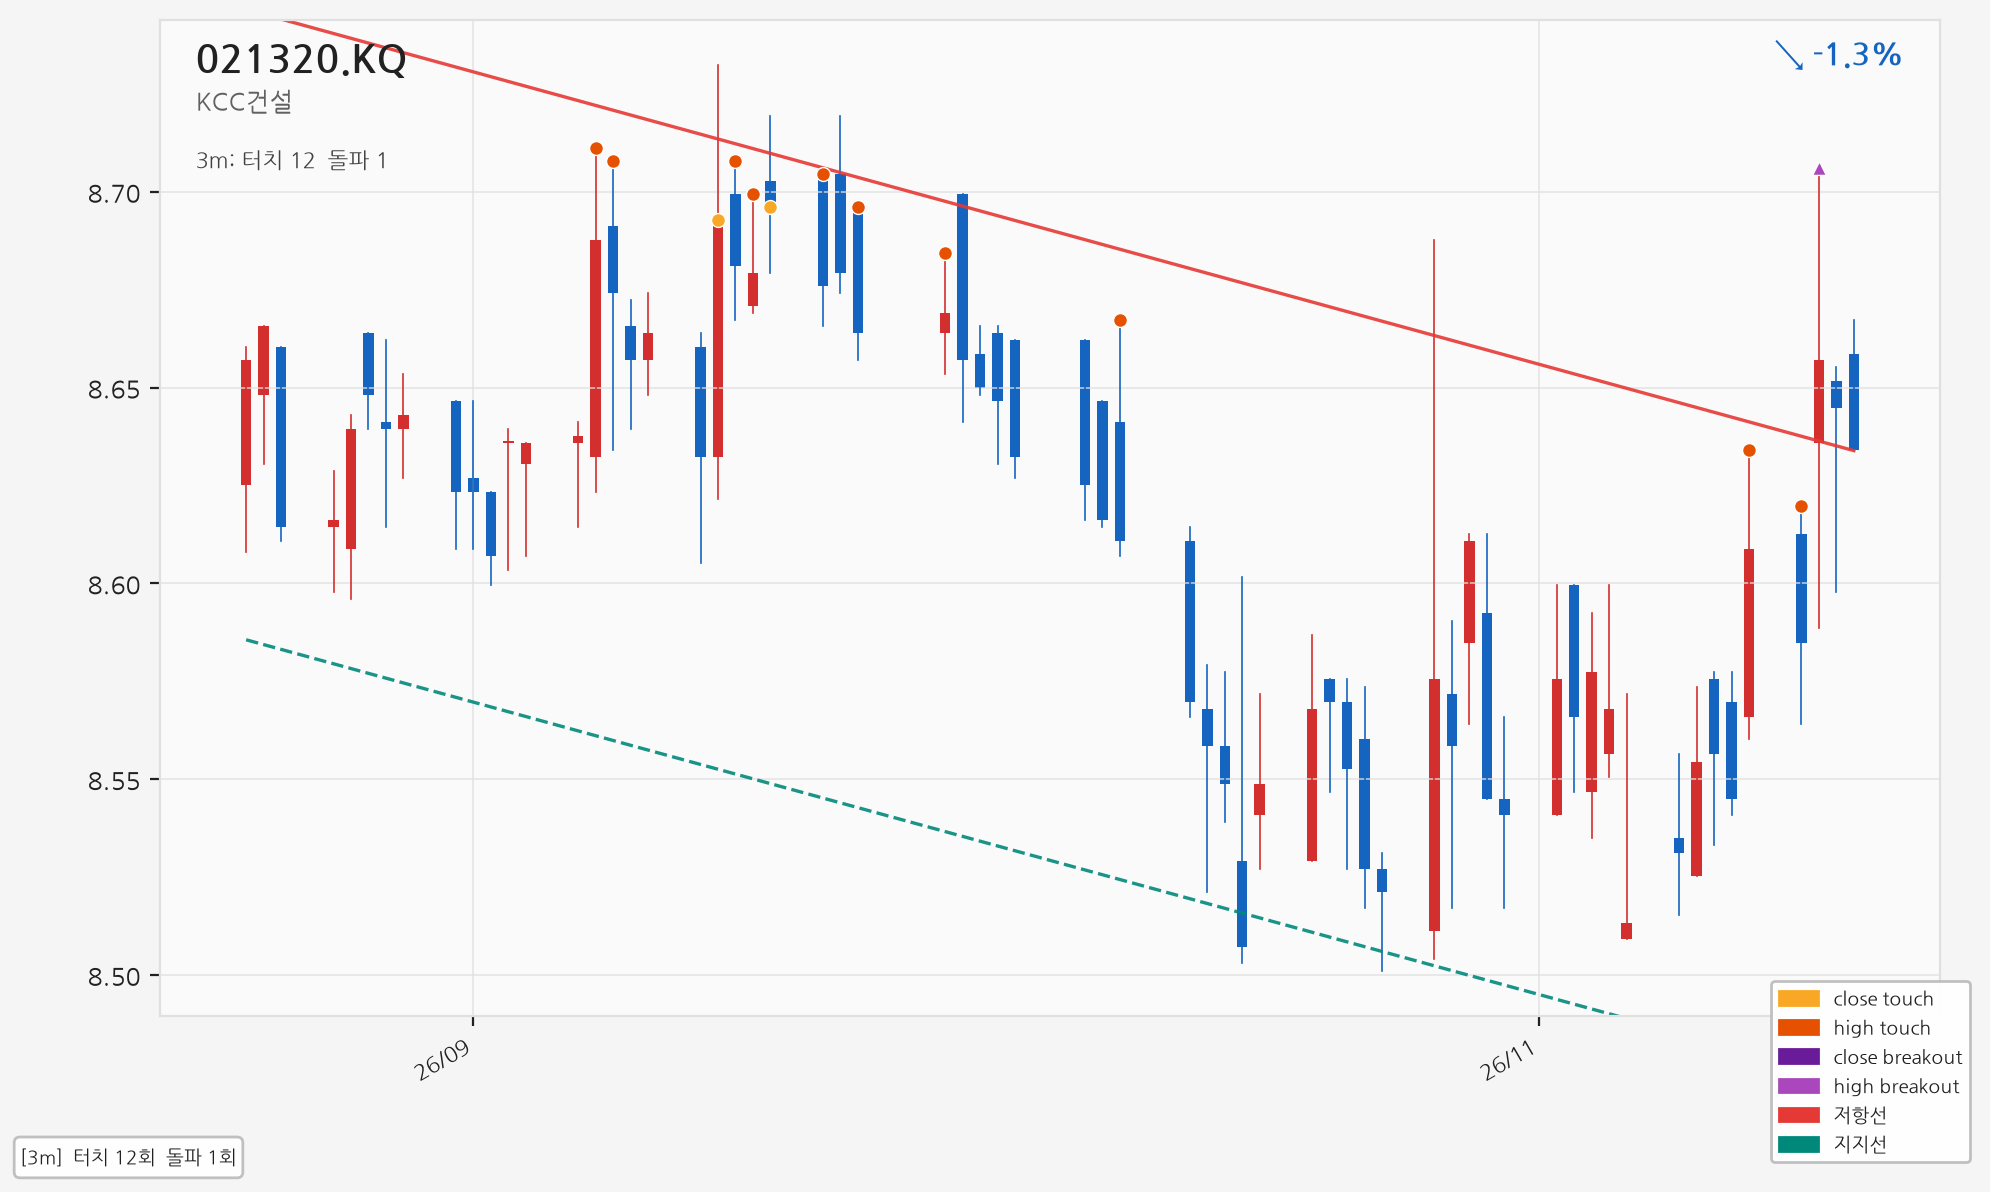 021320.KQ
KCC건설
3m: 터치 12 돌파 1
-1.3%
8.70
8.65
8.60
8.55
8.50
26/09
26/11
close touch
high touch
close breakout
high breakout
저항선
지지선
[3m] 터치 12회 돌파 1회